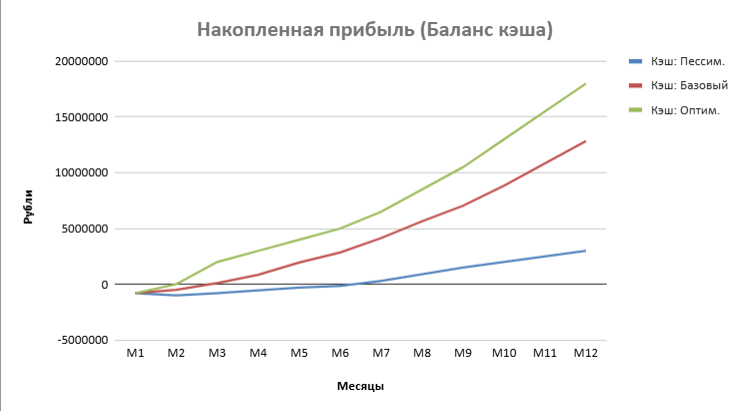 Накопленная прибыль (Баланс кэша)
20000000
15000000
10000000
5000000
0
-5000000
Рубли
M1 M2 M3 M4 M5 M6 M7 M8 M9 M10 M11 M12
Месяцы
Кэш: Пессим.
Кэш: Базовый
Кэш: Оптим.